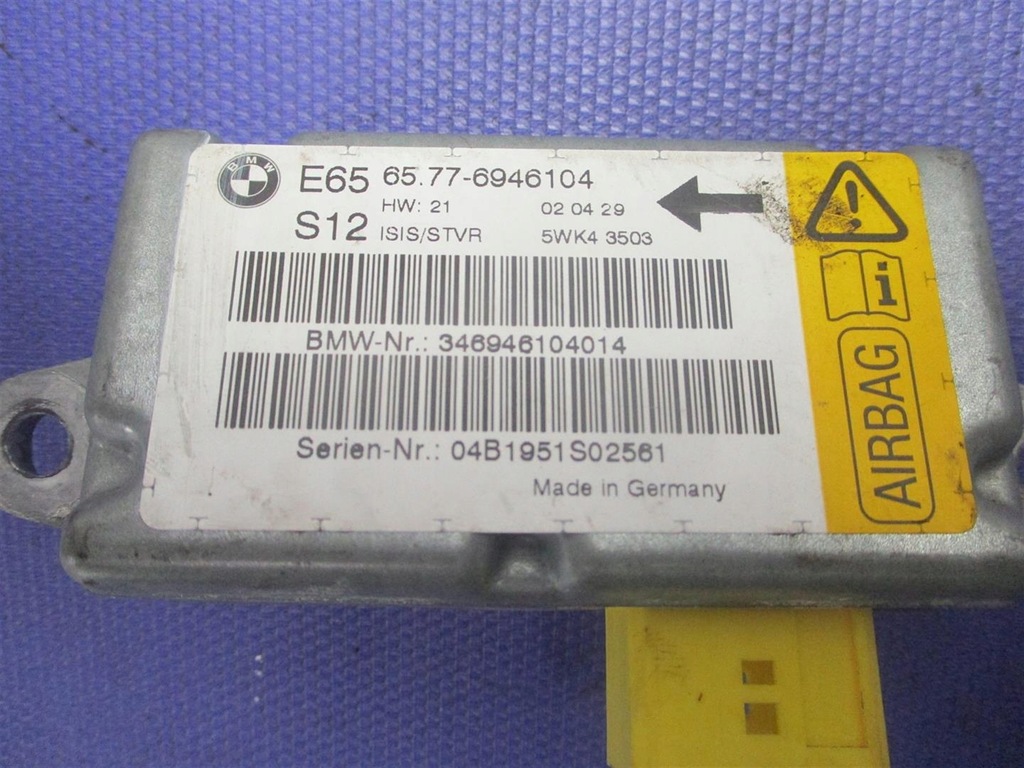 BMW
E65 65.77-6946104
HW: 21 02 04 29
S12 ISIS/STVR 5WK4 3503
BMW-Nr.: 346946104014
Serien-Nr.: 04B1951S02561
Made in Germany
!
i
AIRBAG